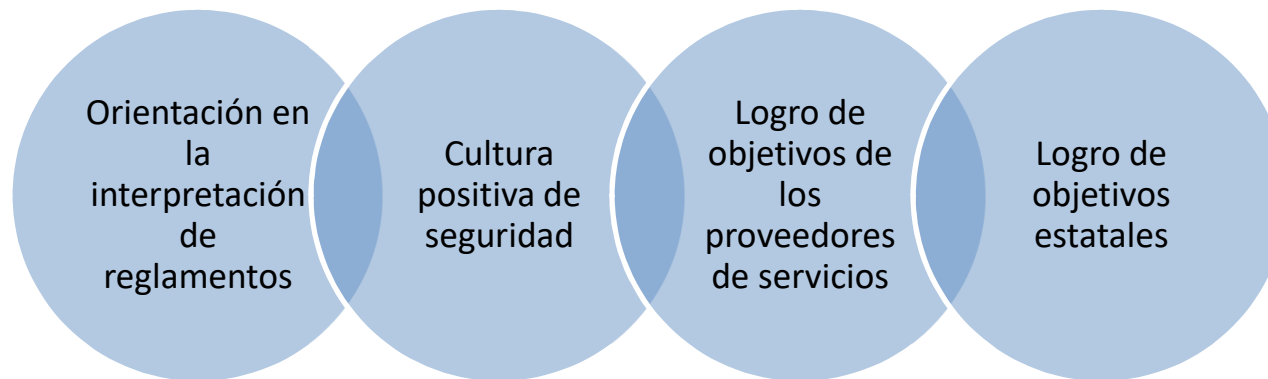 Orientación en
la
interpretación
de
reglamentos
Cultura
positiva de
seguridad
Logro de
objetivos de
los
proveedores
de servicios
Logro de
objetivos
estatales